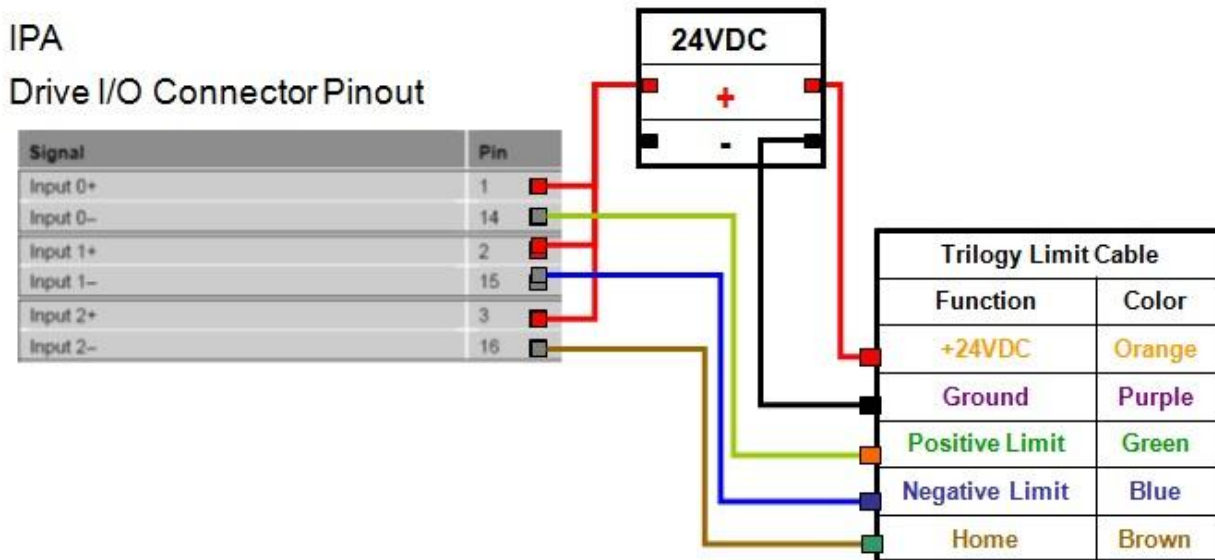 IPA
Drive I/O Connector Pinout
24VDC
+
-
Signal Pin
Input 0+ 1
Input 0– 14
Input 1+ 2
Input 1– 15
Input 2+ 3
Input 2– 16
Trilogy Limit Cable
Function Color
+24VDC Orange
Ground Purple
Positive Limit Green
Negative Limit Blue
Home Brown